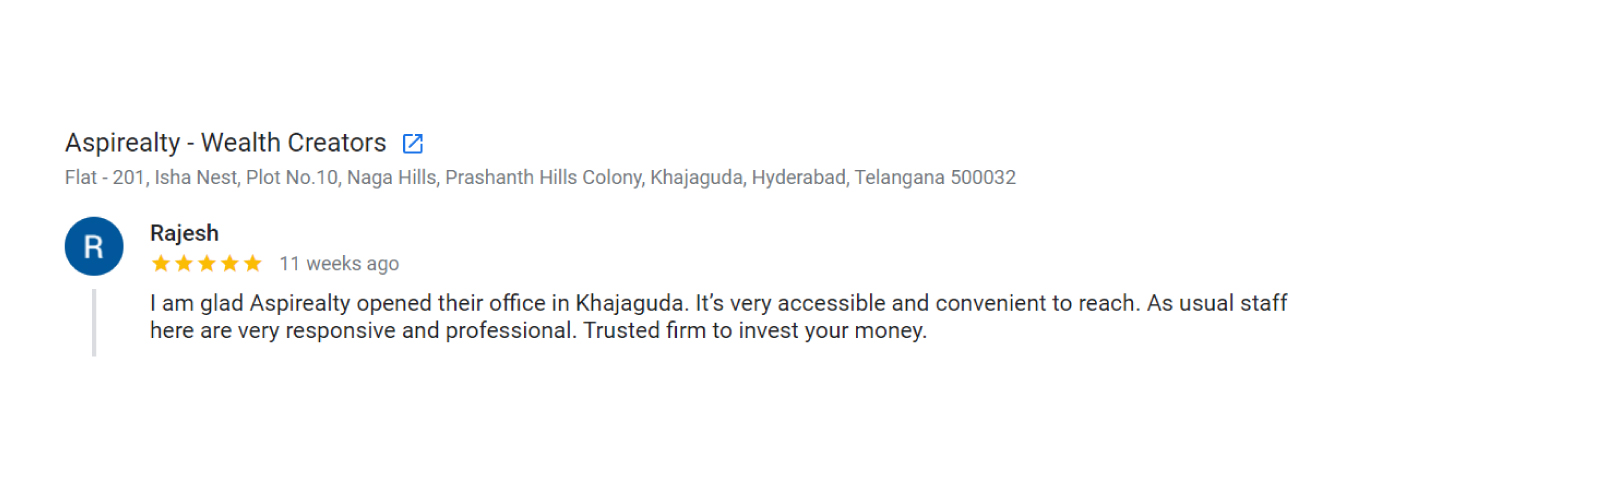 Aspirealty - Wealth Creators
Flat - 201, Isha Nest, Plot No.10, Naga Hills, Prashanth Hills Colony, Khajaguda, Hyderabad, Telangana 500032
R
Rajesh
11 weeks ago
I am glad Aspirealty opened their office in Khajaguda. It’s very accessible and convenient to reach. As usual staff
here are very responsive and professional. Trusted firm to invest your money.